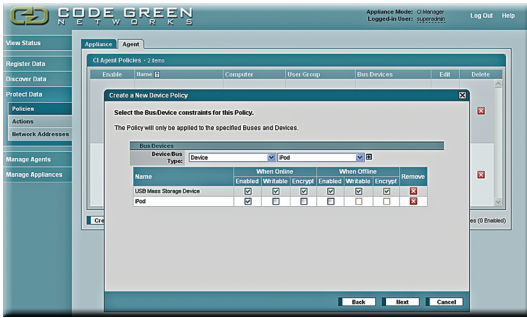 CODE GREEN
NETWORKS
Appliance Mode: CI Manager
Logged-in User: superadmin
Log Out Help
View Status
Register Data
Discover Data
Protect Data
Policies
Actions
Network Addresses
Manage Agents
Manage Appliances
Appliance Agent
CI Agent Policies - 2 items
Enable Name Computer User Group Bus/Devices Edit Delete
Create a New Device Policy
Select the Bus/Device constraints for this Policy.
The Policy will only be applied to the specified Buses and Devices.
Bus/Devices
Device/Bus
Type: Device iPod
Name When Online When Offline Remove
Enabled Writable Encrypt Enabled Writable Encrypt
USB Mass Storage Device
iPod
Cre
es (0 Enabled)
Back Next Cancel